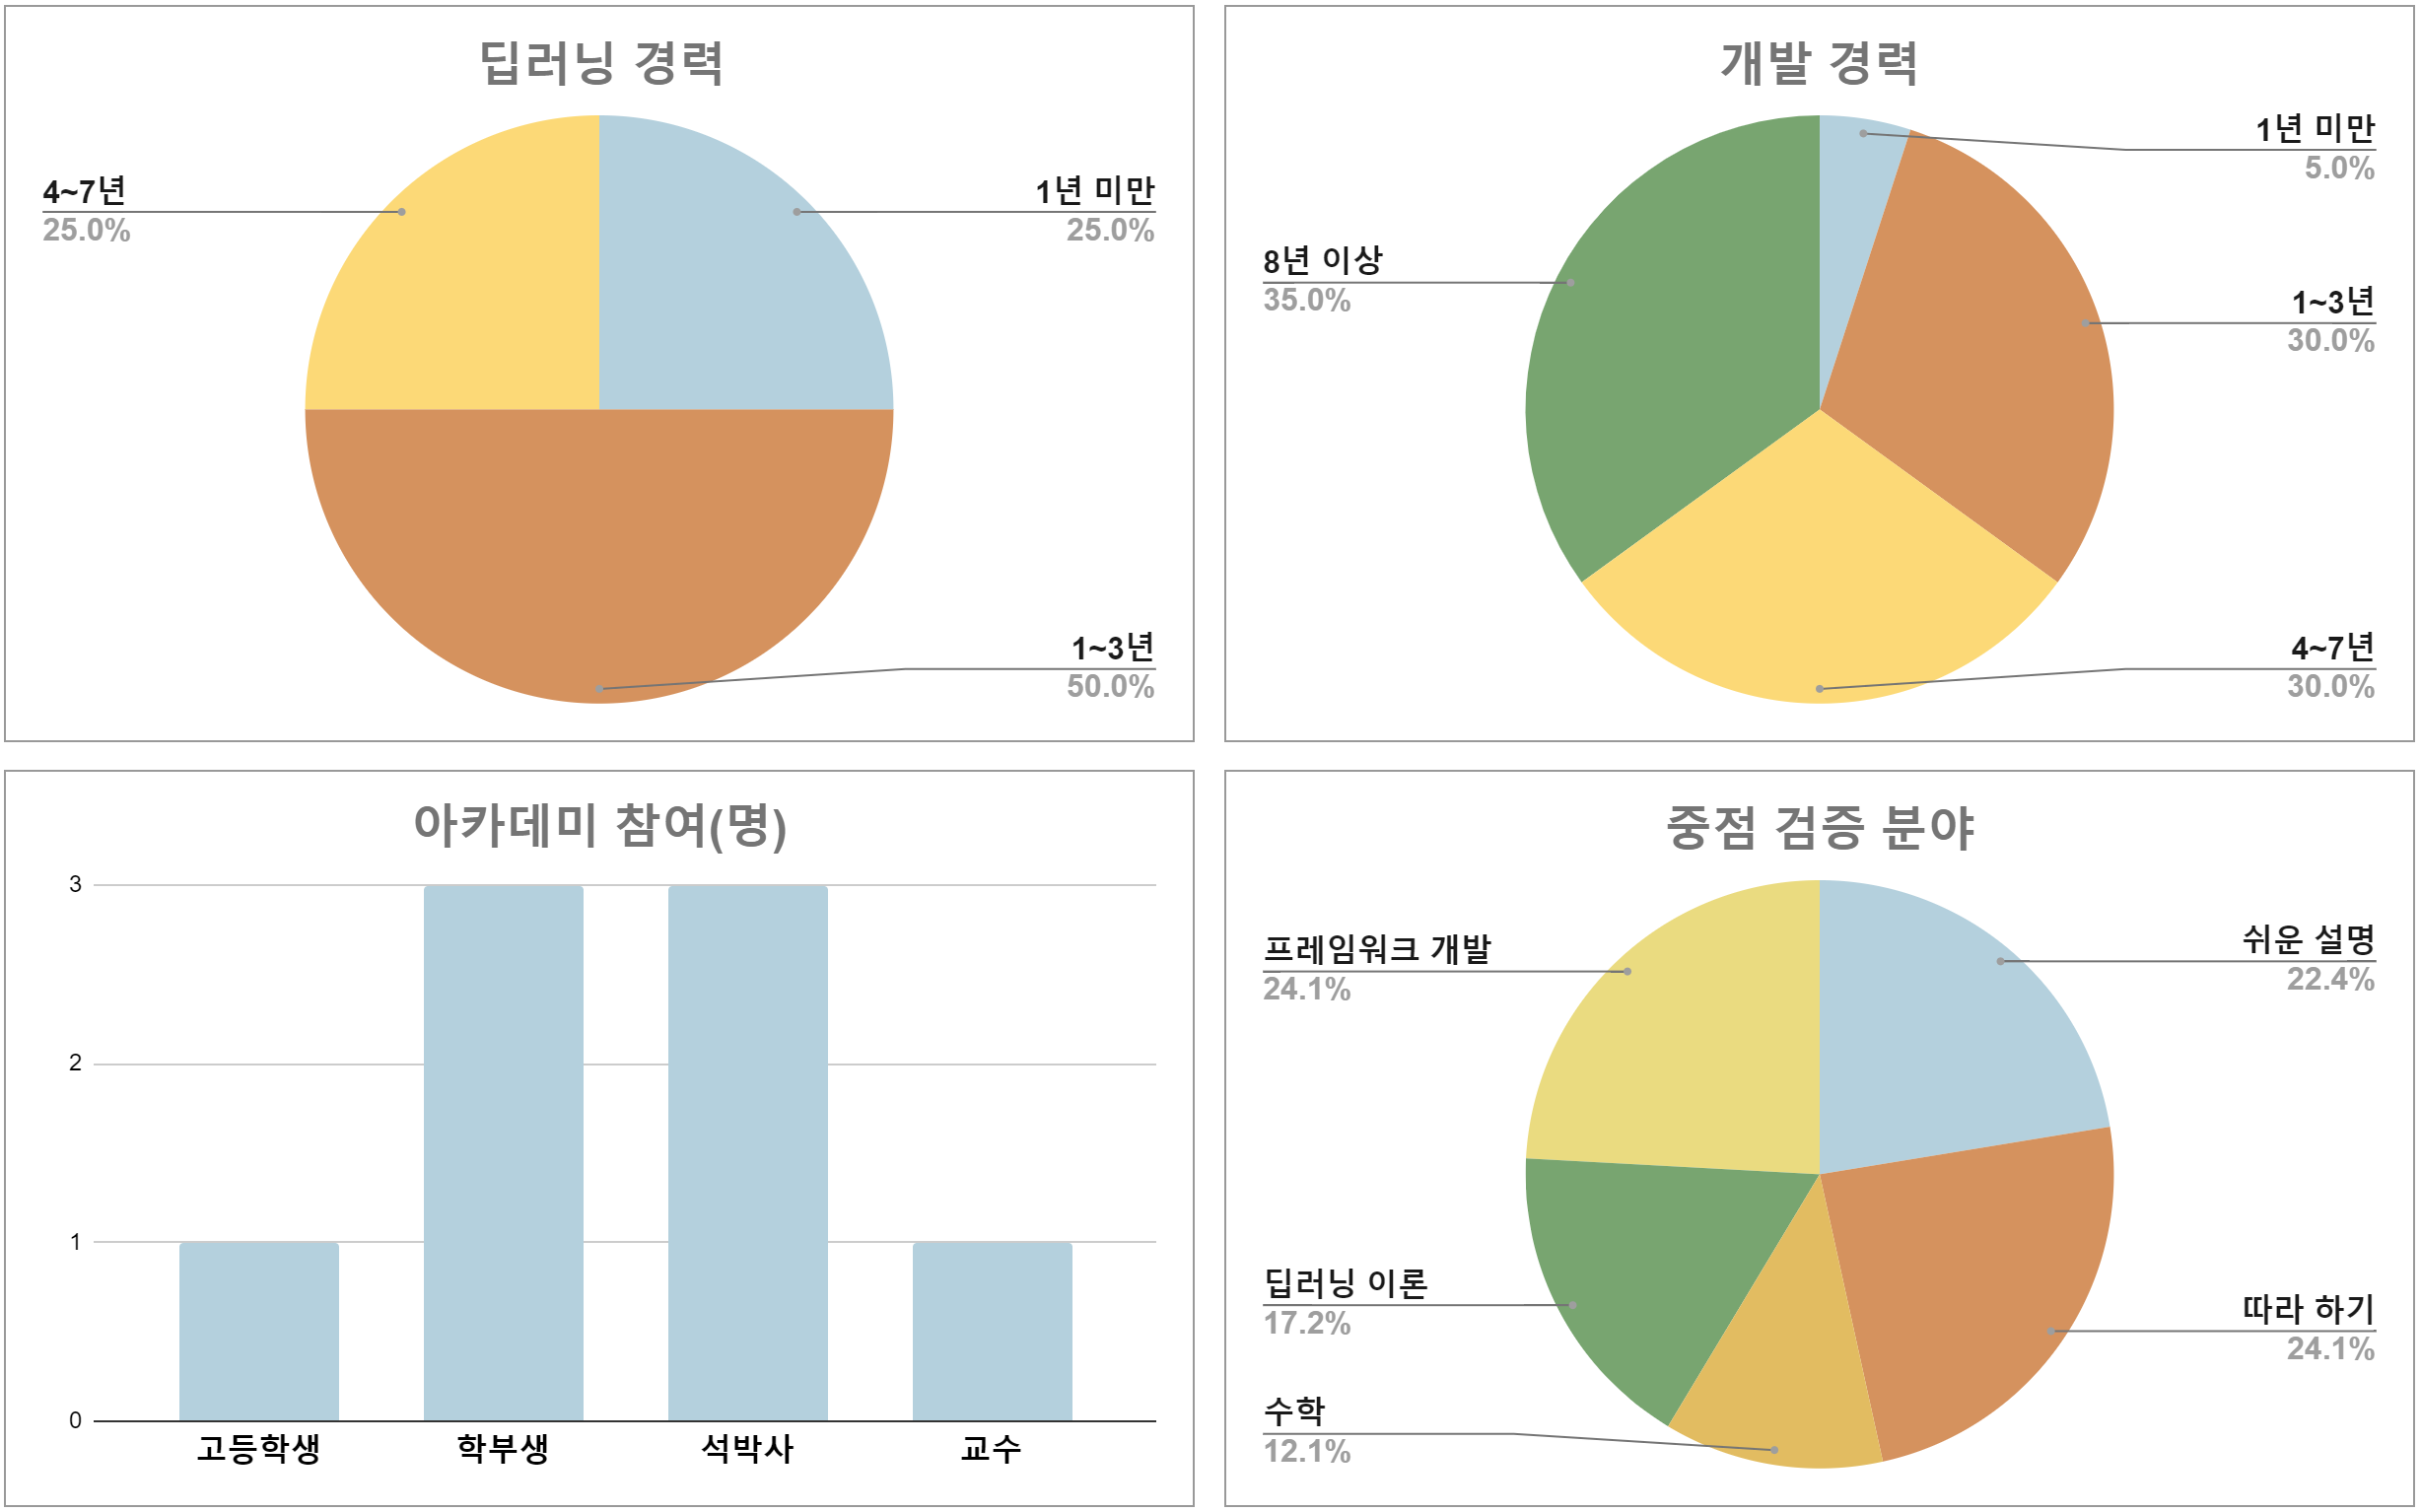 딥러닝 경력
4~7년
25.0%
1년 미만
25.0%
1~3년
50.0%
개발 경력
1년 미만
5.0%
8년 이상
35.0%
1~3년
30.0%
4~7년
30.0%
아카데미 참여(명)
3
2
1
0
고등학생 학부생 석박사 교수
중점 검증 분야
프레임워크 개발
24.1%
쉬운 설명
22.4%
딥러닝 이론
17.2%
따라 하기
24.1%
수학
12.1%